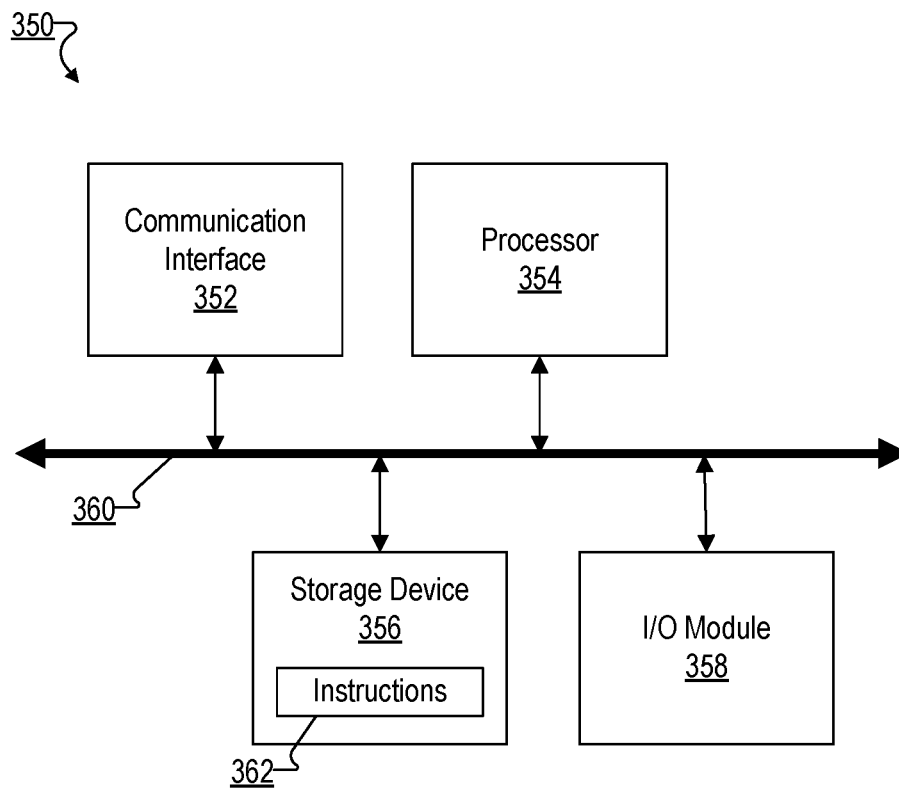 350
Communication
Interface
352
Processor
354
360
Storage Device
356
Instructions
362
I/O Module
358